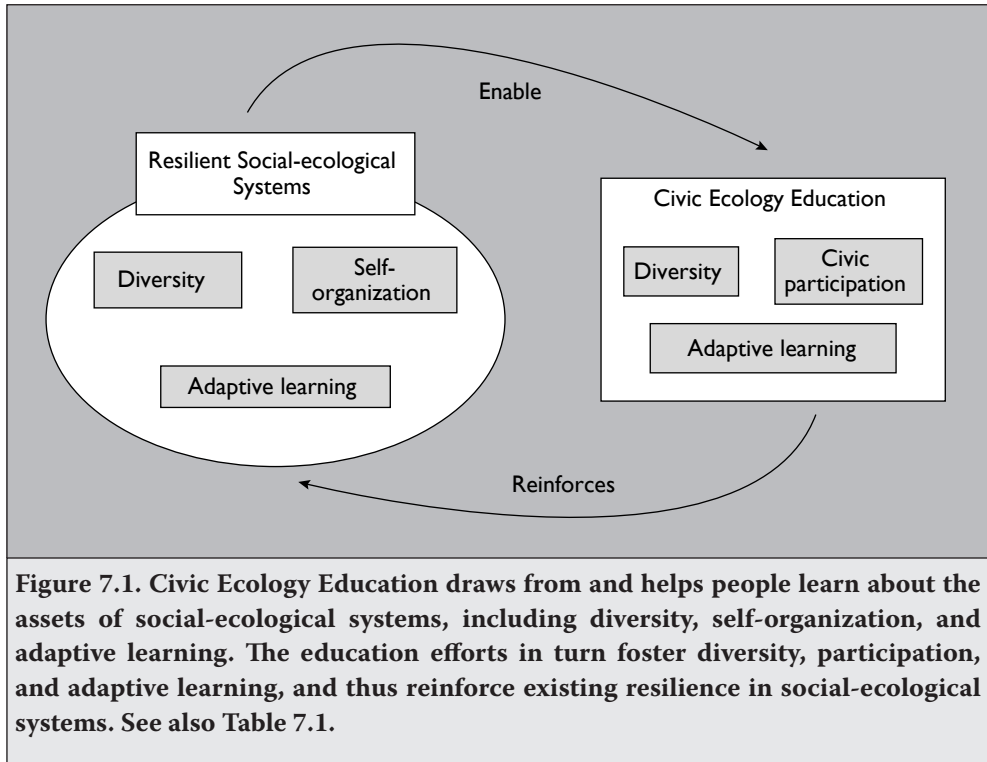 Enable
Resilient Social-ecological
Systems
Diversity
Self-
organization
Adaptive learning
Civic Ecology Education
Diversity
Civic
participation
Adaptive learning
Reinforces
Figure 7.1. Civic Ecology Education draws from and helps people learn about the
assets of social-ecological systems, including diversity, self-organization, and
adaptive learning. The education efforts in turn foster diversity, participation,
and adaptive learning, and thus reinforce existing resilience in social-ecological
systems. See also Table 7.1.